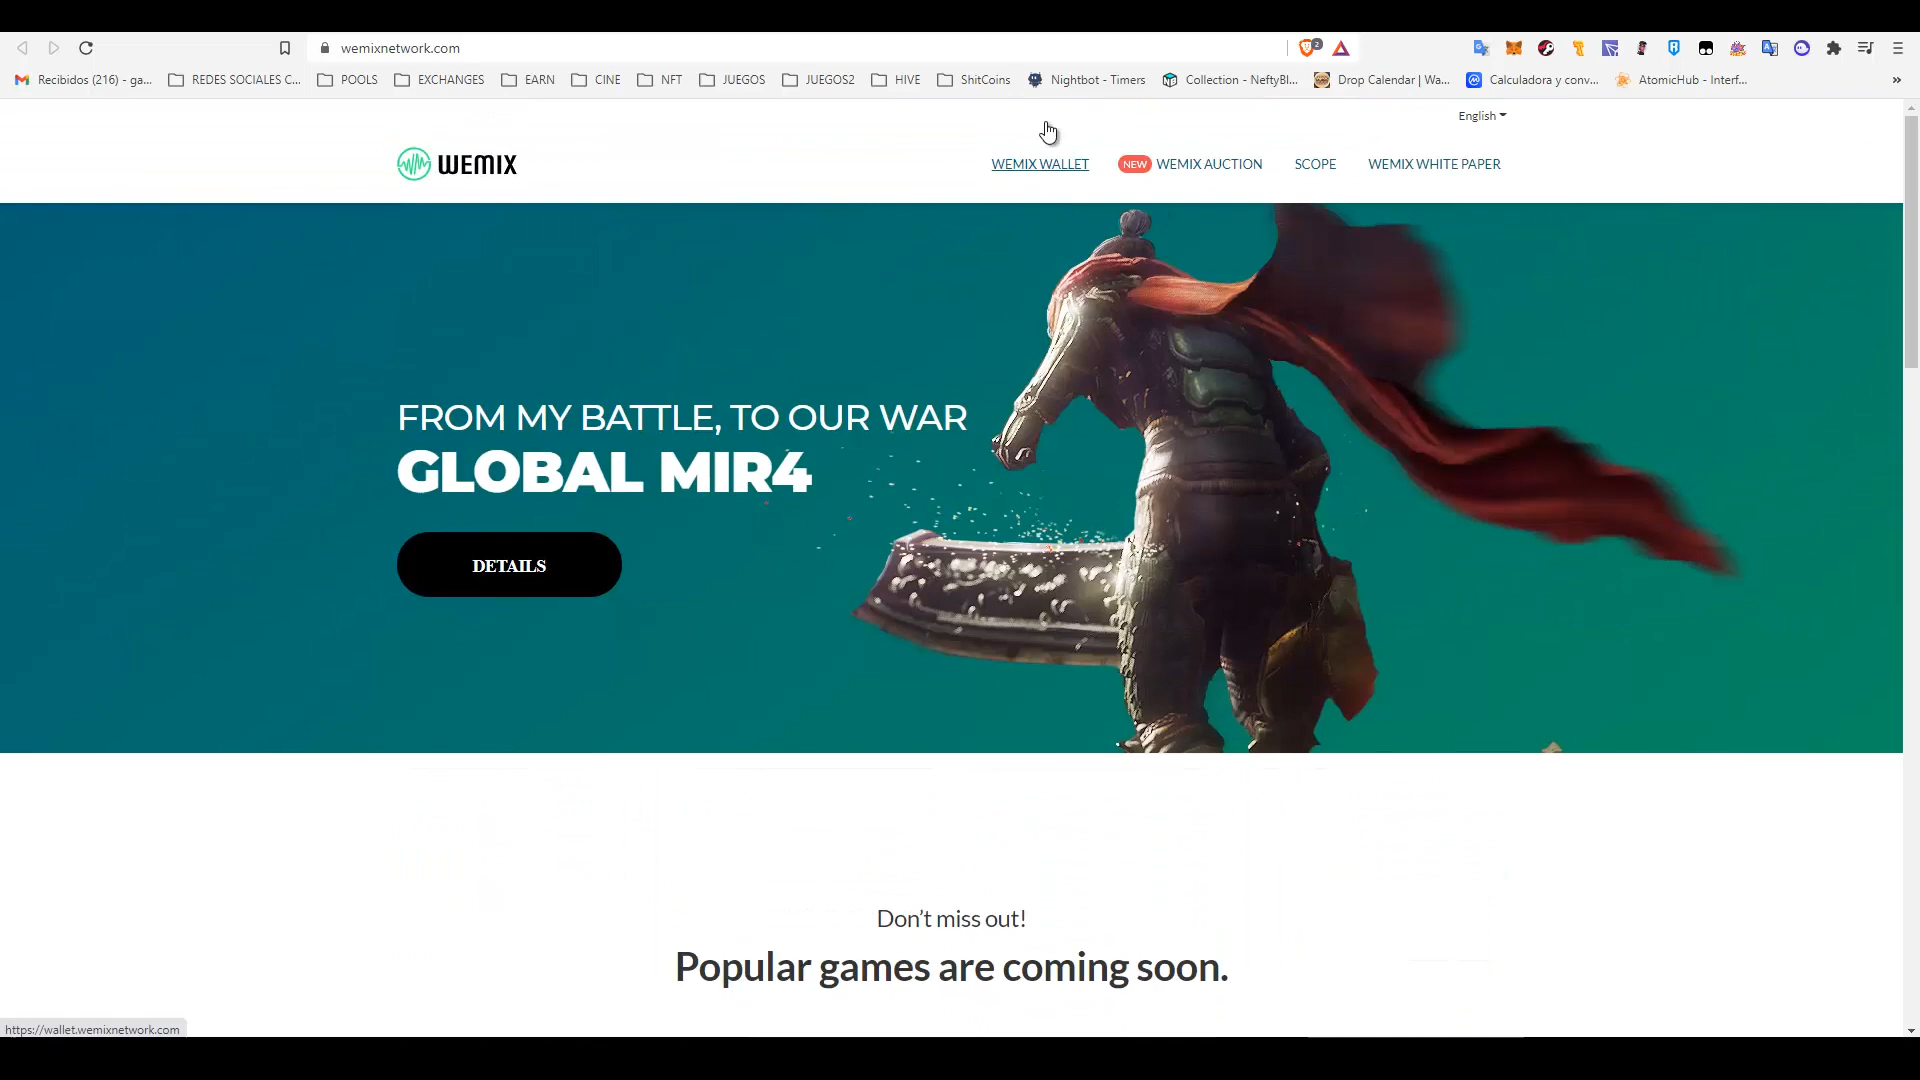 wemixnetwork.com
2
Recibidos (216) - ga...
REDES SOCIALES C...
POOLS
EXCHANGES
EARN
CINE
NFT
JUEGOS
JUEGOS2
HIVE
ShitCoins
Nightbot - Timers
Collection - NeftyBl...
Drop Calendar | Wa...
Calculadora y conv...
AtomicHub - Interf...
»
English
WEMIX
WEMIX WALLET
NEW WEMIX AUCTION
SCOPE
WEMIX WHITE PAPER
FROM MY BATTLE, TO OUR WAR
GLOBAL MIR4
DETAILS
Don’t miss out!
Popular games are coming soon.
https://wallet.wemixnetwork.com